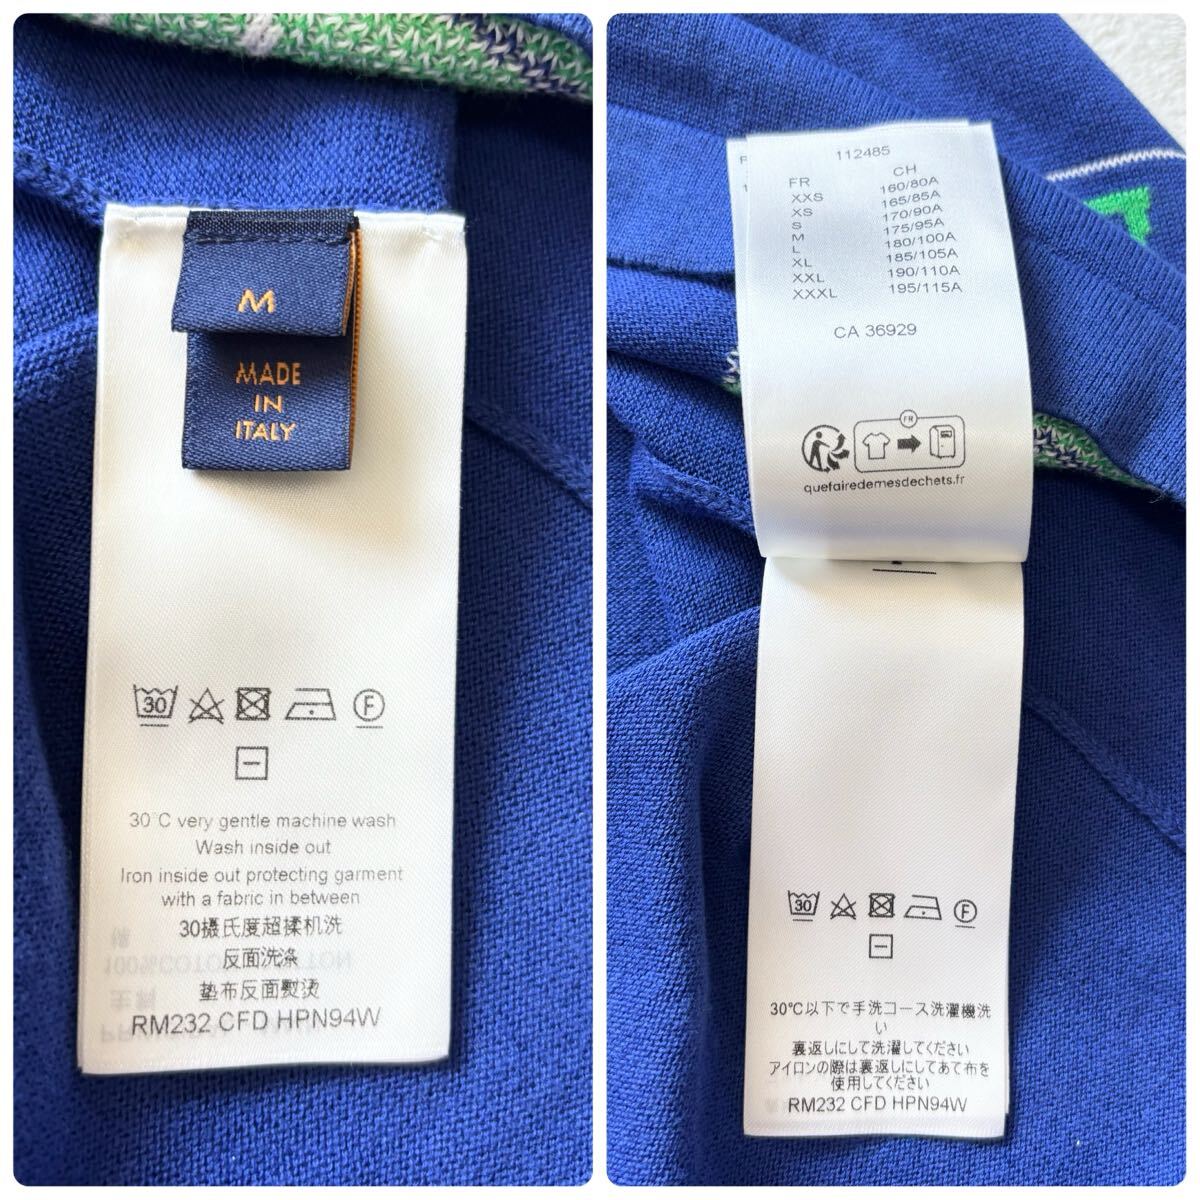 M
MADE
IN
ITALY
30
F
30°C very gentle machine wash
Wash inside out
Iron inside out protecting garment
with a fabric in between
30摄氏度超揉机洗
反面洗涤
垫布反面熨烫
RM232 CFD HPN94W
112485
FR CH
XXS 160/80A
XS 165/85A
S 170/90A
M 175/95A
L 180/100A
XL 185/105A
XXL 190/110A
XXXL 195/115A
CA 36929
FR
quefairedemesdechets.fr
30
F
30℃以下で手洗コース洗濯機洗
い
裏返しにして洗濯してください
アイロンの際は裏返しにしてあて布を
使用してください
RM232 CFD HPN94W